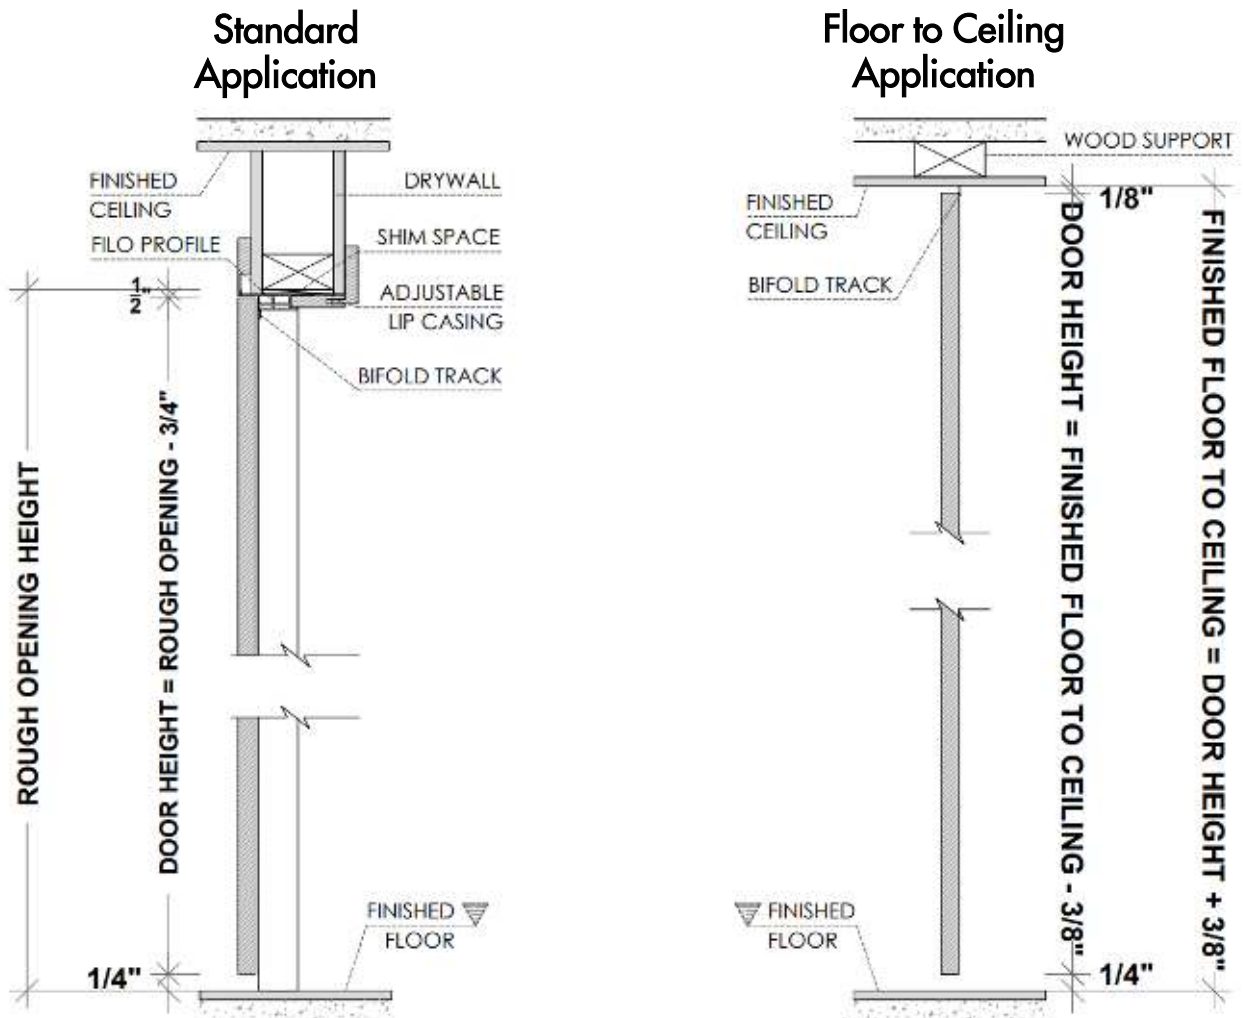 Standard
Application
FINISHED
CEILING
DRYWALL
FILO PROFILE
SHIM SPACE
1/2"
ADJUSTABLE
LIP CASING
BIFOLD TRACK
ROUGH OPENING HEIGHT
DOOR HEIGHT = ROUGH OPENING - 3/4"
FINISHED
FLOOR
1/4"
Floor to Ceiling
Application
WOOD SUPPORT
FINISHED
CEILING
1/8"
BIFOLD TRACK
DOOR HEIGHT = FINISHED FLOOR TO CEILING - 3/8"
FINISHED FLOOR TO CEILING = DOOR HEIGHT + 3/8"
FINISHED
FLOOR
1/4"